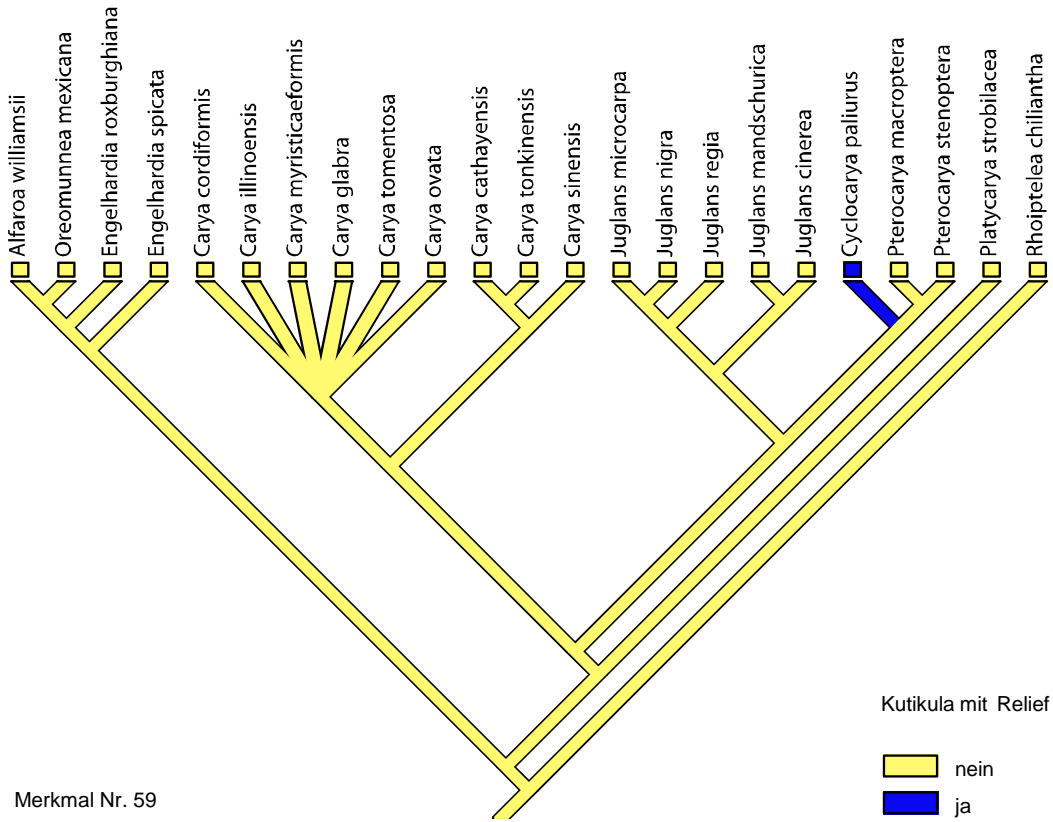 Alfaroa williamsii
Oreomunnea mexicana
Engelhardia roxburghiana
Engelhardia spicata
Carya cordiformis
Carya illinoensis
Carya myristicaeformis
Carya glabra
Carya tomentosa
Carya ovata
Carya cathayensis
Carya tonkinensis
Carya sinensis
Juglans microcarpa
Juglans nigra
Juglans regia
Juglans mandschurica
Juglans cinerea
Cyclocarya paliurus
Pterocarya macroptera
Pterocarya stenoptera
Platycarya strobilacea
Rhoiptelea chiliantha
Kutikula mit Relief
nein
ja
Merkmal Nr. 59